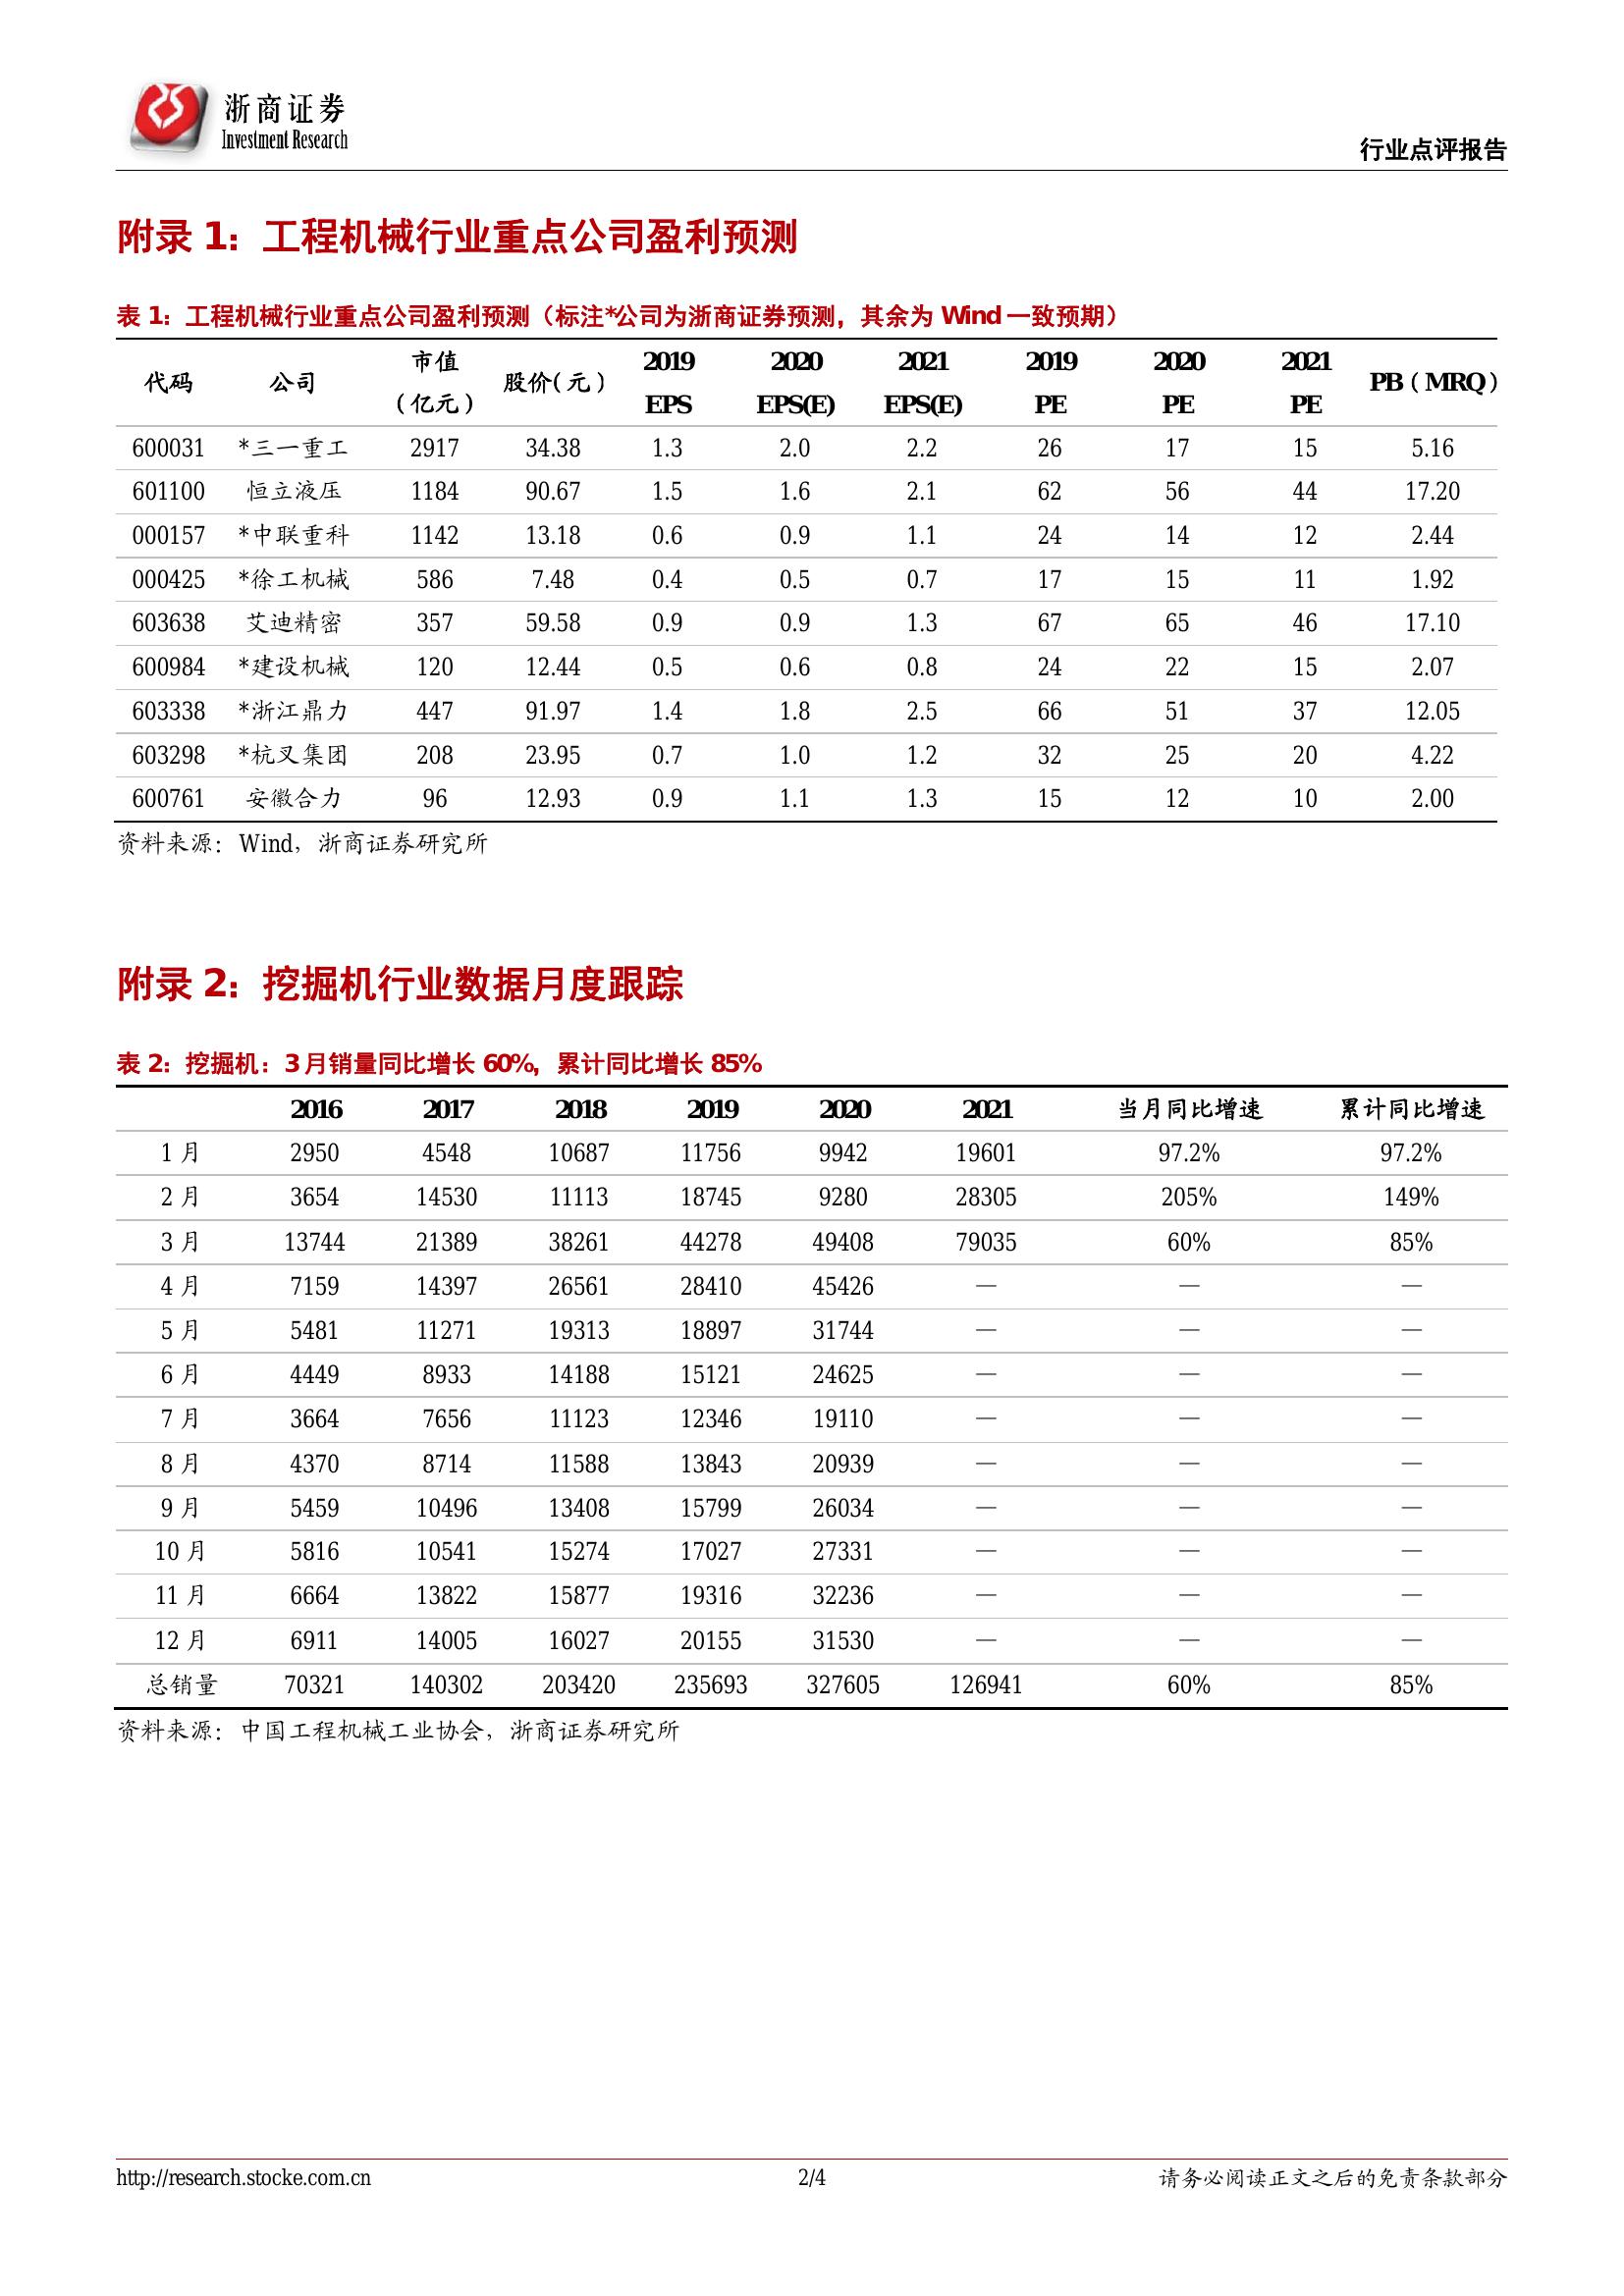 浙商证券
Investment Research
行业点评报告
附录 1：工程机械行业重点公司盈利预测
表 1：工程机械行业重点公司盈利预测（标注*公司为浙商证券预测，其余为 Wind 一致预期）
代码 公司 市值（亿元） 股价(元) 2019 EPS 2020 EPS(E) 2021 EPS(E) 2019 PE 2020 PE 2021 PE PB（MRQ）
600031 *三一重工 2917 34.38 1.3 2.0 2.2 26 17 15 5.16
601100 恒立液压 1184 90.67 1.5 1.6 2.1 62 56 44 17.20
000157 *中联重科 1142 13.18 0.6 0.9 1.1 24 14 12 2.44
000425 *徐工机械 586 7.48 0.4 0.5 0.7 17 15 11 1.92
603638 艾迪精密 357 59.58 0.9 0.9 1.3 67 65 46 17.10
600984 *建设机械 120 12.44 0.5 0.6 0.8 24 22 15 2.07
603338 *浙江鼎力 447 91.97 1.4 1.8 2.5 66 51 37 12.05
603298 *杭叉集团 208 23.95 0.7 1.0 1.2 32 25 20 4.22
600761 安徽合力 96 12.93 0.9 1.1 1.3 15 12 10 2.00
资料来源：Wind，浙商证券研究所
附录 2：挖掘机行业数据月度跟踪
表 2：挖掘机：3 月销量同比增长 60%，累计同比增长 85%
2016 2017 2018 2019 2020 2021 当月同比增速 累计同比增速
1 月 2950 4548 10687 11756 9942 19601 97.2% 97.2%
2 月 3654 14530 11113 18745 9280 28305 205% 149%
3 月 13744 21389 38261 44278 49408 79035 60% 85%
4 月 7159 14397 26561 28410 45426 — — —
5 月 5481 11271 19313 18897 31744 — — —
6 月 4449 8933 14188 15121 24625 — — —
7 月 3664 7656 11123 12346 19110 — — —
8 月 4370 8714 11588 13843 20939 — — —
9 月 5459 10496 13408 15799 26034 — — —
10 月 5816 10541 15274 17027 27331 — — —
11 月 6664 13822 15877 19316 32236 — — —
12 月 6911 14005 16027 20155 31530 — — —
总销量 70321 140302 203420 235693 327605 126941 60% 85%
资料来源：中国工程机械工业协会，浙商证券研究所
http://research.stocke.com.cn 2/4 请务必阅读正文之后的免责条款部分